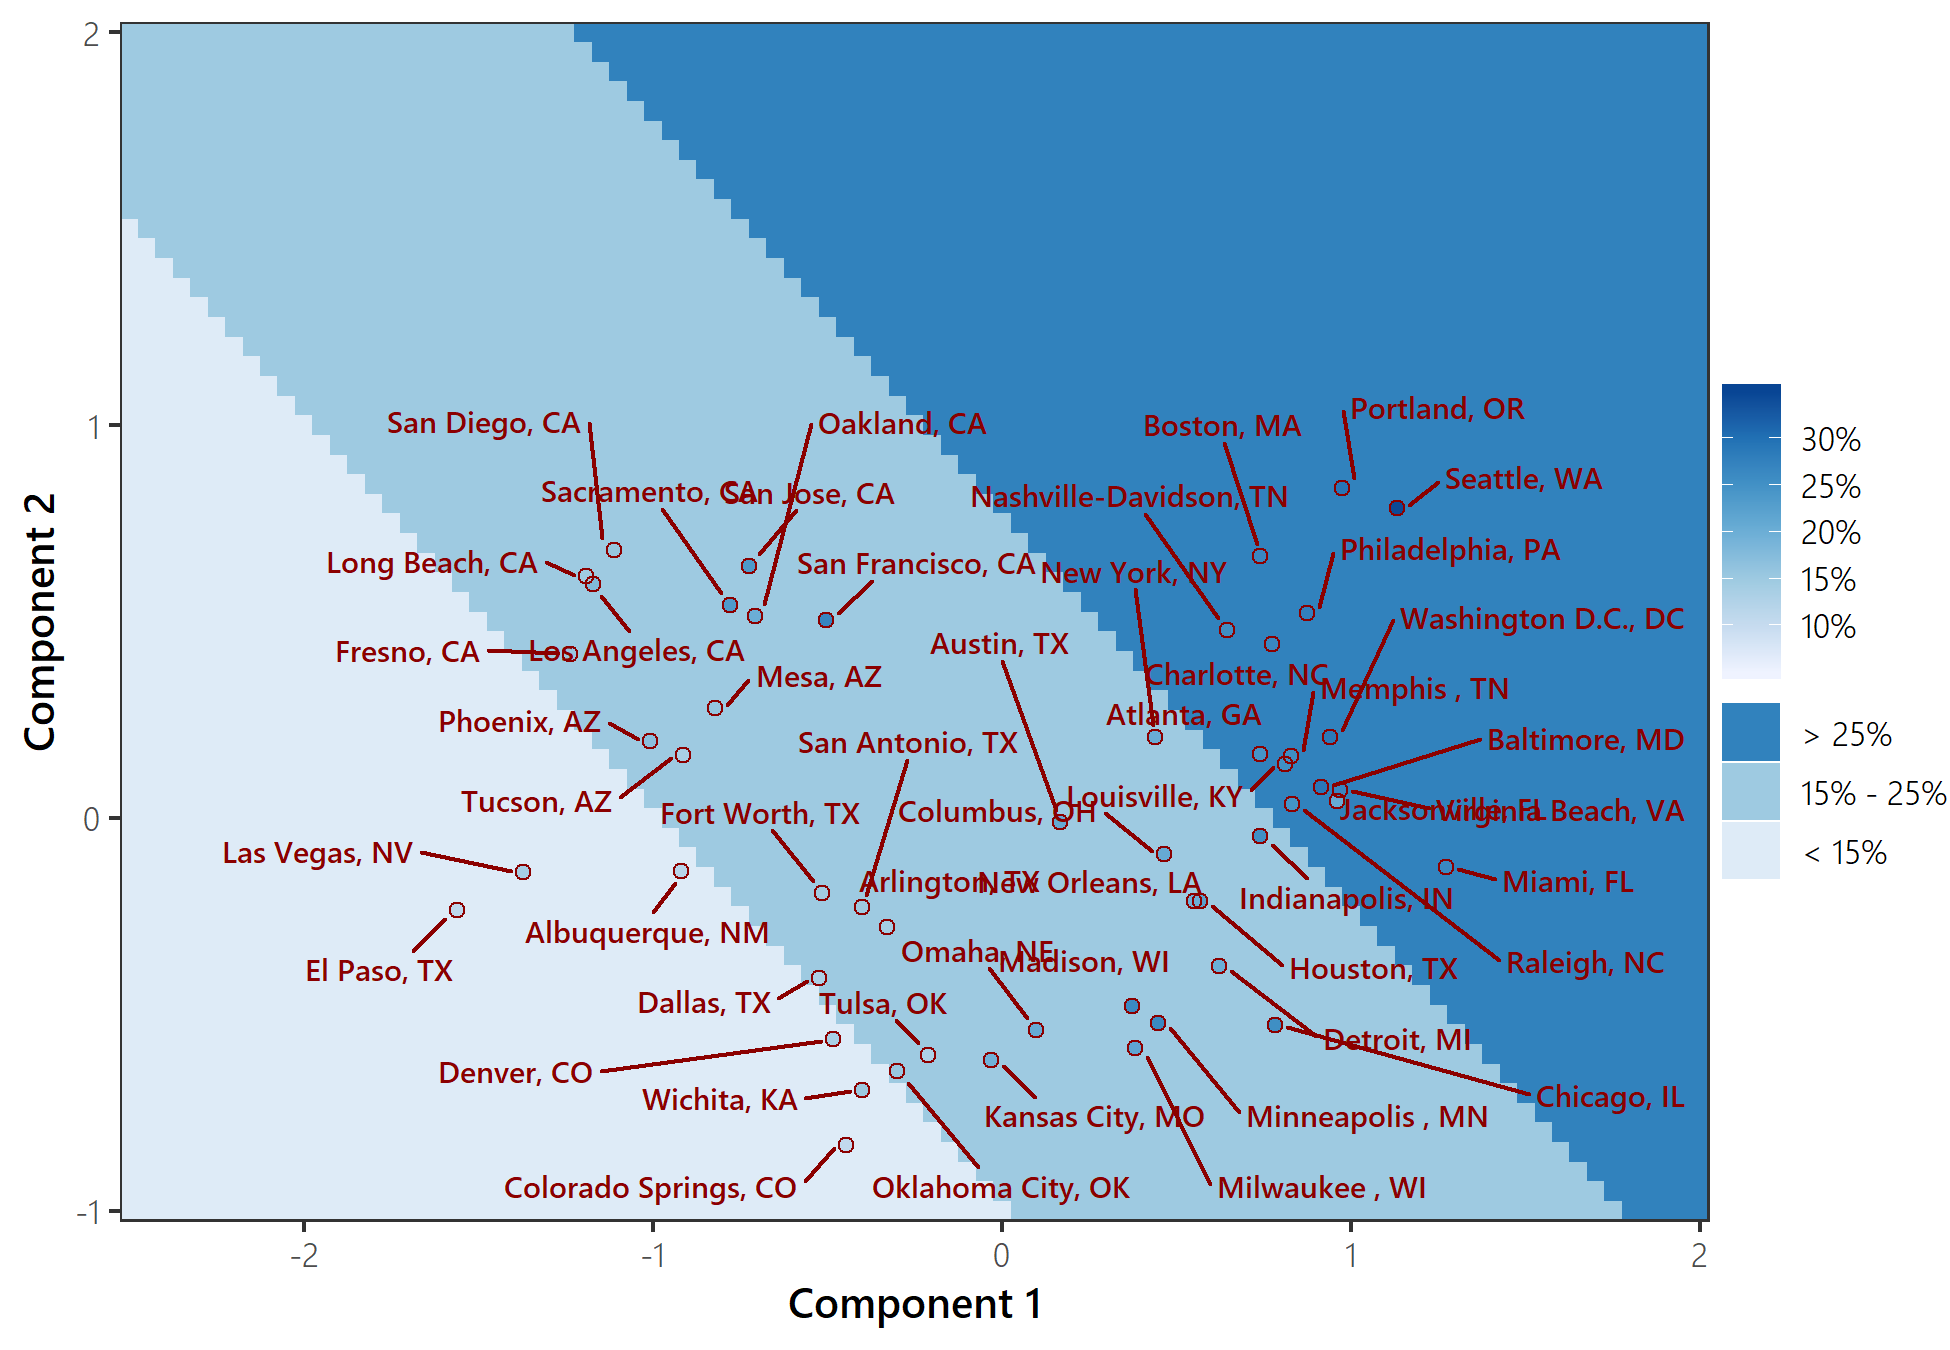 2
1
0
-1
Component 2
San Diego, CA
Oakland, CA
Boston, MA
Portland, OR
Seattle, WA
Sacramento, CA
San Jose, CA
Nashville-Davidson, TN
Long Beach, CA
San Francisco, CA
New York, NY
Philadelphia, PA
Washington D.C., DC
Fresno, CA
Los Angeles, CA
Austin, TX
Mesa, AZ
Charlotte, NC
Memphis , TN
Phoenix, AZ
Atlanta, GA
San Antonio, TX
Baltimore, MD
Tucson, AZ
Fort Worth, TX
Columbus, OH
Louisville, KY
Jacksonville, FL
Virginia Beach, VA
Las Vegas, NV
Arlington, TX
New Orleans, LA
Indianapolis, IN
Miami, FL
Albuquerque, NM
El Paso, TX
Omaha, NE
Madison, WI
Houston, TX
Raleigh, NC
Dallas, TX
Tulsa, OK
Detroit, MI
Denver, CO
Wichita, KA
Kansas City, MO
Minneapolis , MN
Chicago, IL
Colorado Springs, CO
Oklahoma City, OK
Milwaukee , WI
-2
-1
0
1
2
Component 1
30%
25%
20%
15%
10%
> 25%
15% - 25%
< 15%